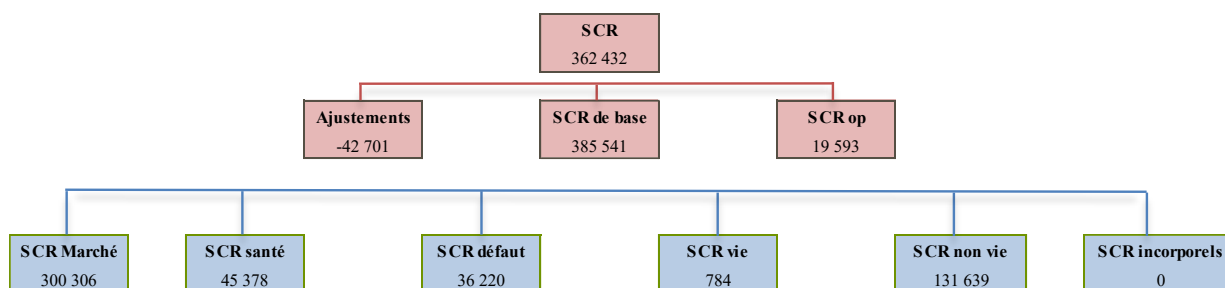 SCR
362 432
Ajustements
-42 701
SCR de base
385 541
SCR op
19 593
SCR Marché
300 306
SCR santé
45 378
SCR défaut
36 220
SCR vie
784
SCR non vie
131 639
SCR incorporels
0